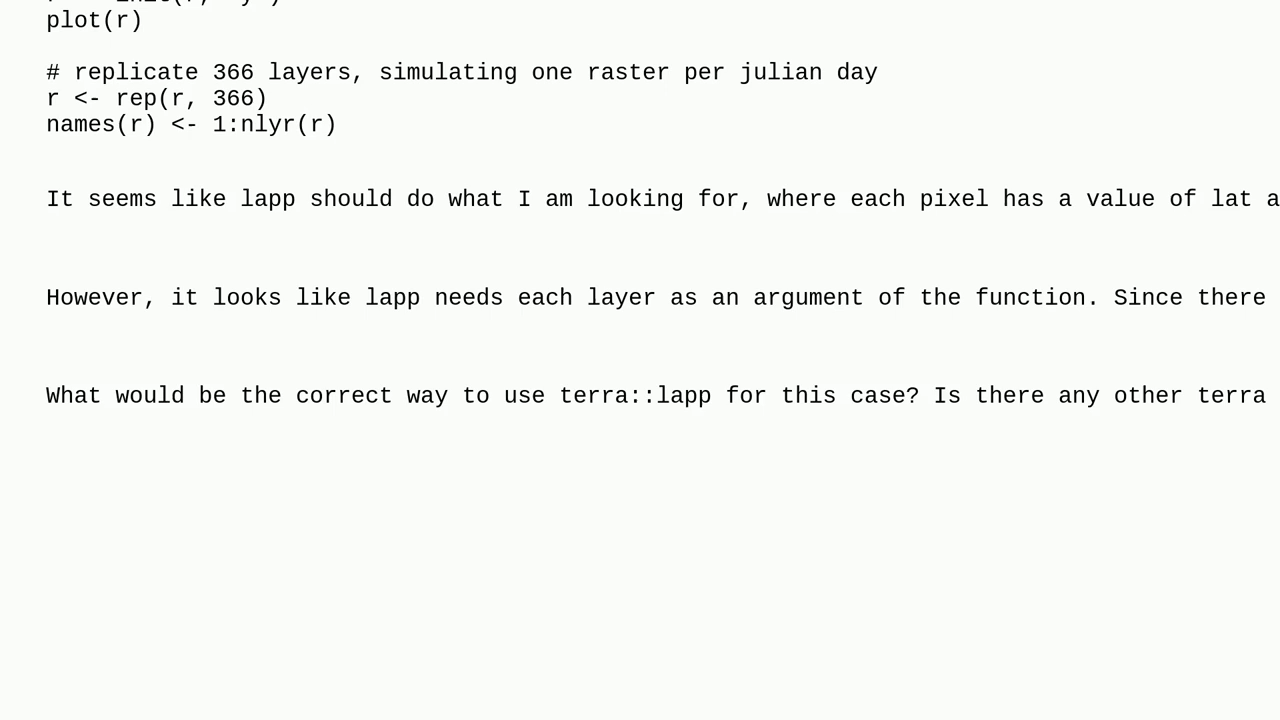 plot(r)
# replicate 366 layers, simulating one raster per julian day
r <- rep(r, 366)
names(r) <- 1:nlyr(r)
It seems like lapp should do what I am looking for, where each pixel has a value of lat a
However, it looks like lapp needs each layer as an argument of the function. Since there
What would be the correct way to use terra::lapp for this case? Is there any other terra